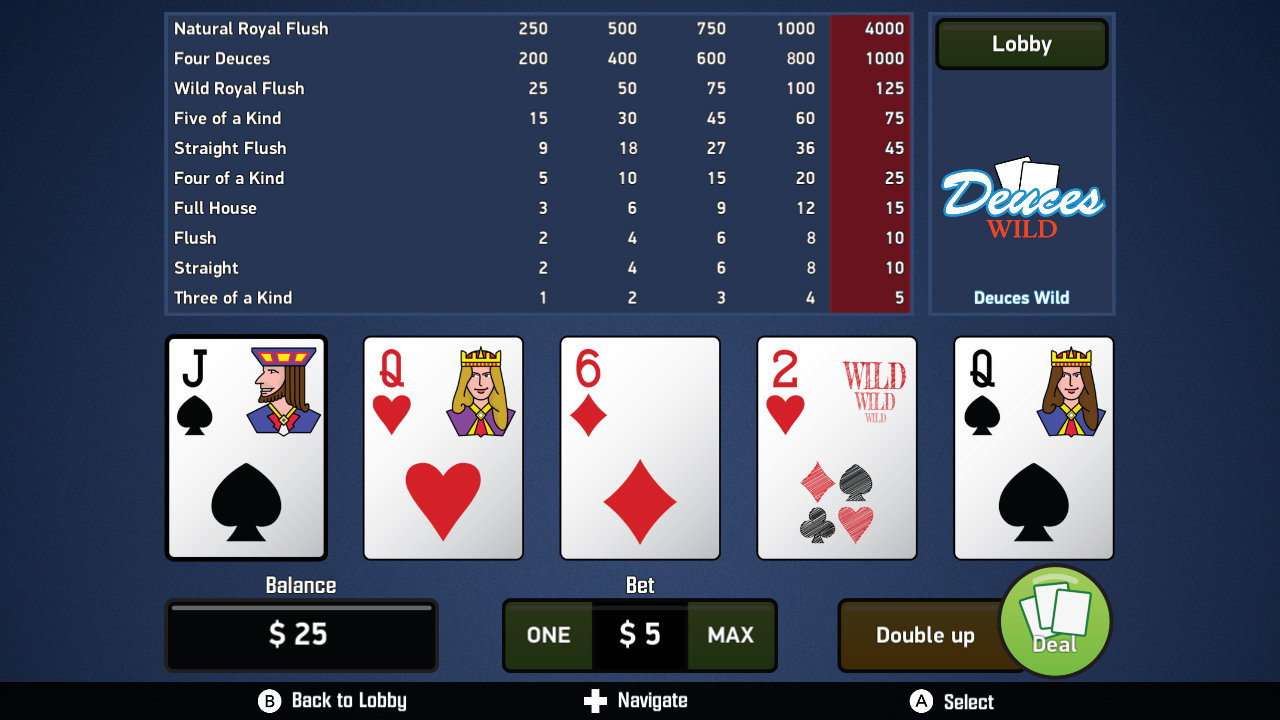 Natural Royal Flush 250 500 750 1000 4000
Four Deuces 200 400 600 800 1000
Wild Royal Flush 25 50 75 100 125
Five of a Kind 15 30 45 60 75
Straight Flush 9 18 27 36 45
Four of a Kind 5 10 15 20 25
Full House 3 6 9 12 15
Flush 2 4 6 8 10
Straight 2 4 6 8 10
Three of a Kind 1 2 3 4 5
Lobby
Deuces
WILD
Deuces Wild
J
Q
6
2
WILD
WILD
WILD
Q
Balance
$ 25
Bet
ONE $ 5 MAX
Double up
Deal
B Back to Lobby
Navigate
A Select